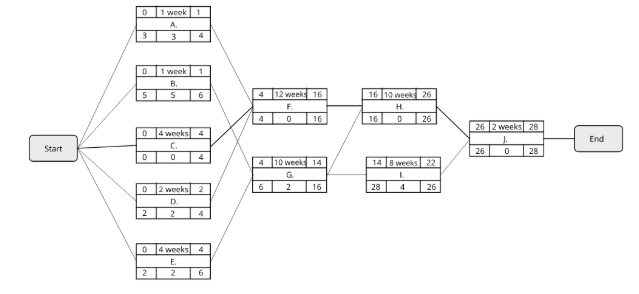 0 1 week 1
A.
3 3 4
0 1 week 1
B.
5 5 6
0 4 weeks 4
C.
0 0 4
0 2 weeks 2
D.
2 2 4
0 4 weeks 4
E.
2 2 6
Start
4 12 weeks 16
F.
4 0 16
4 10 weeks 14
G.
6 2 16
16 10 weeks 26
H.
16 0 26
14 8 weeks 22
I.
28 4 26
26 2 weeks 28
J.
26 0 28
End